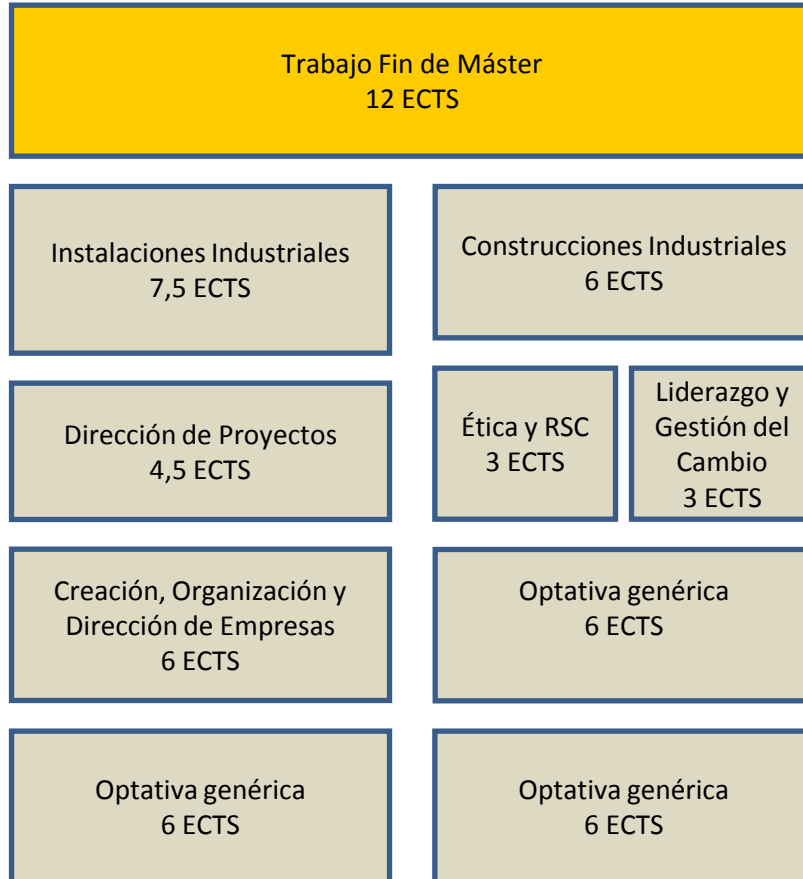 Trabajo Fin de Máster
12 ECTS
Instalaciones Industriales
7,5 ECTS
Construcciones Industriales
6 ECTS
Dirección de Proyectos
4,5 ECTS
Ética y RSC
3 ECTS
Liderazgo y
Gestión del
Cambio
3 ECTS
Creación, Organización y
Dirección de Empresas
6 ECTS
Optativa genérica
6 ECTS
Optativa genérica
6 ECTS
Optativa genérica
6 ECTS